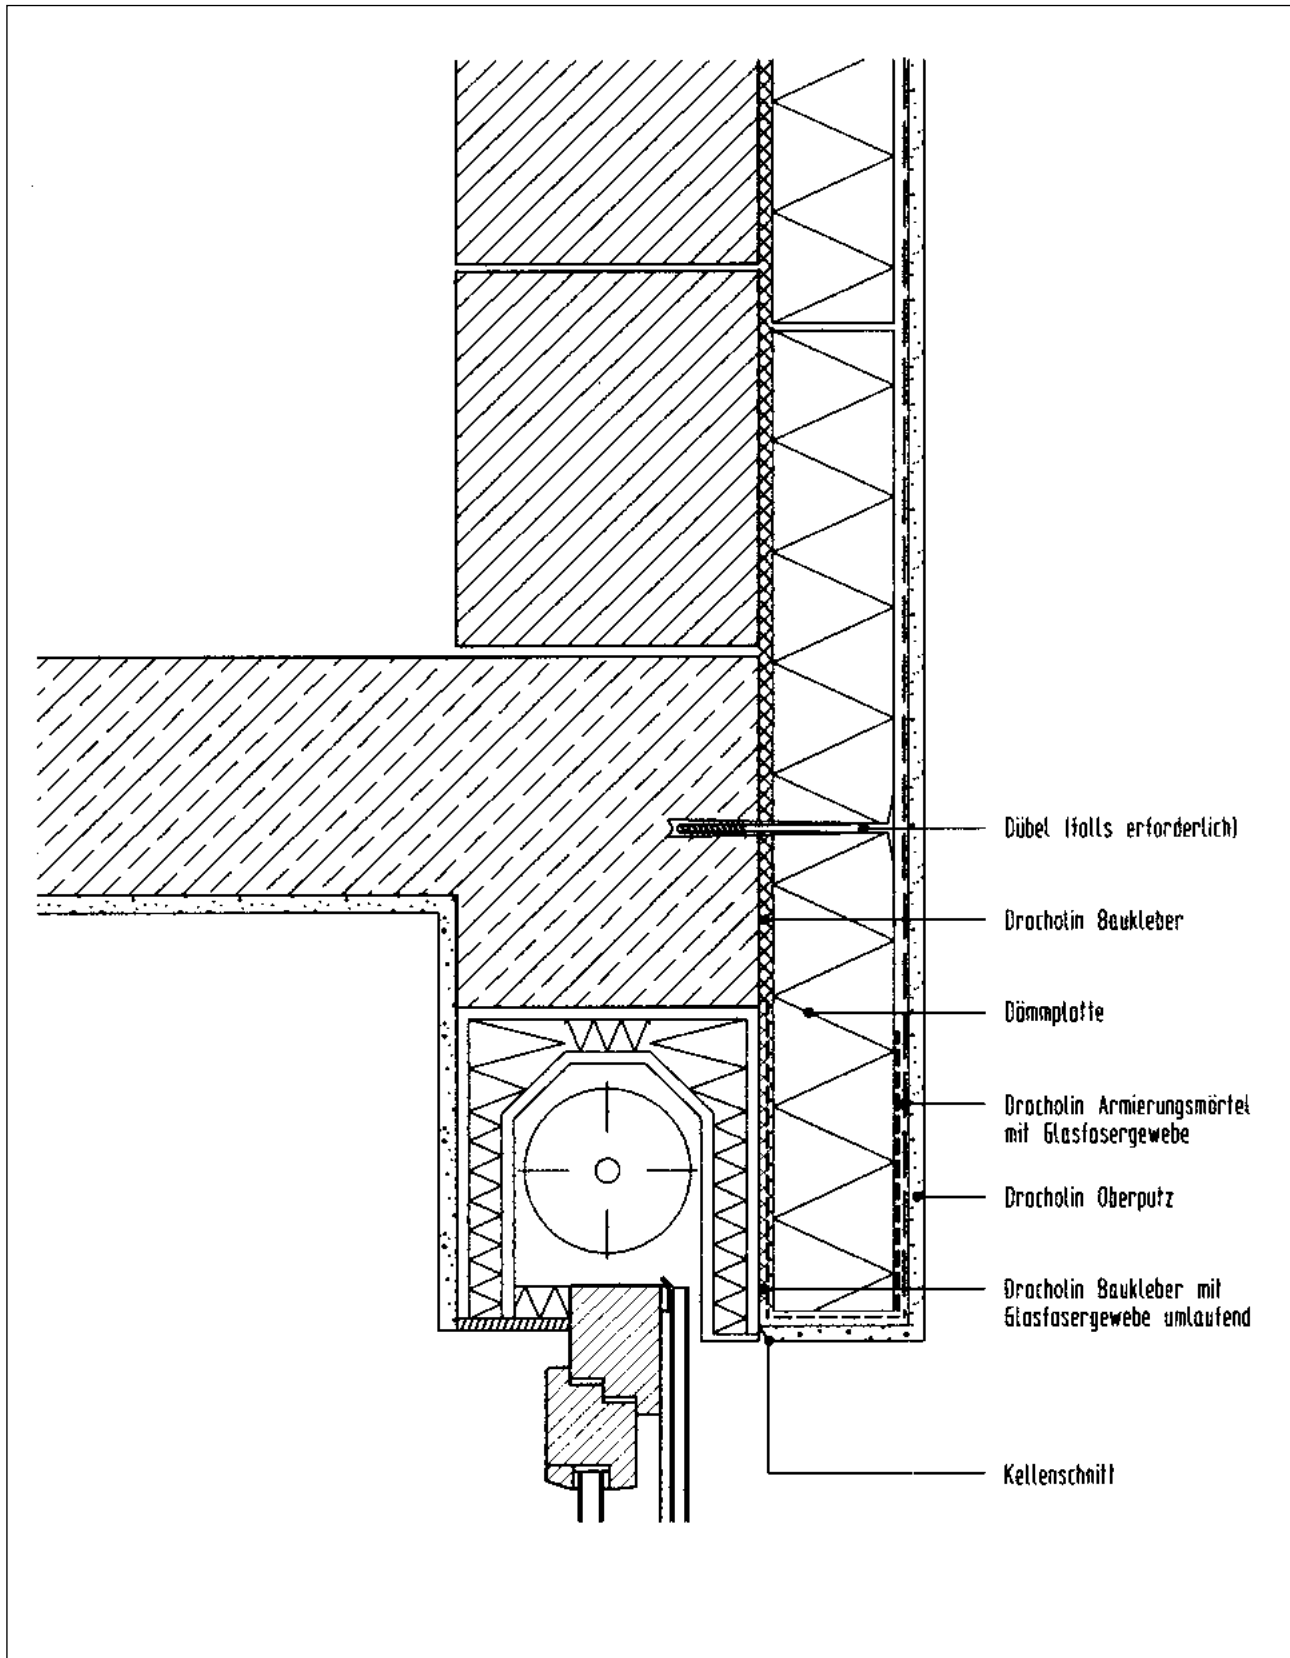 Dübel (falls erforderlich)
Dracholin Baukleber
Dämmplatte
Dracholin Armierungsmörtel
mit Glasfasergewebe
Dracholin Oberputz
Dracholin Baukleber mit
Glasfasergewebe umlaufend
Kellenschnitt